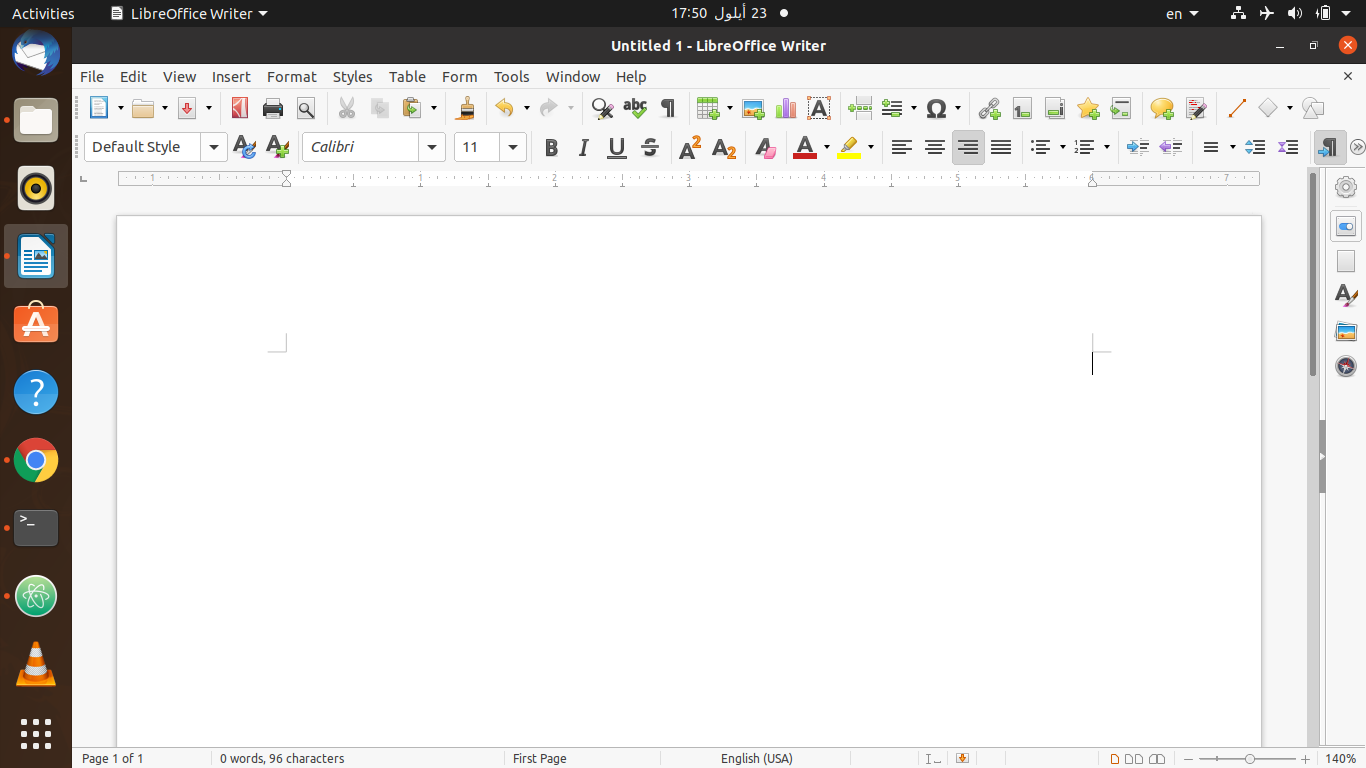 Activities LibreOffice Writer 23 أيلول 17:50 en
Untitled 1 - LibreOffice Writer
File Edit View Insert Format Styles Table Form Tools Window Help
Default Style Calibri 11
1 1 2 3 4 5 6 7
Page 1 of 1 0 words, 96 characters First Page English (USA) 140%